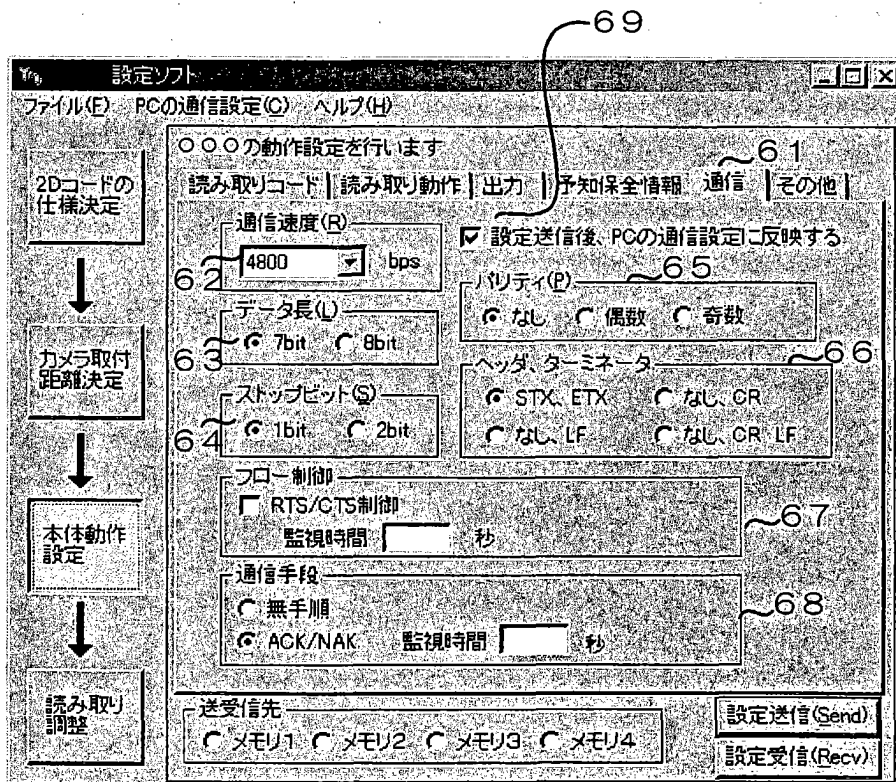 69
設定ソフト
ファイル(F) PCの通信設定(C) ヘルプ(H)
○○○の動作設定を行います
61
読み取りコード 読み取り動作 出力 予知保全情報 通信 その他
2Dコードの
仕様決定
カメラ取付
距離決定
本体動作
設定
読み取り
調整
通信速度(R)
62
4800 bps
設定送信後、PCの通信設定に反映する
データ長(L)
63
7bit 8bit
パリティ(P)
65
なし 偶数 奇数
ストップビット(S)
64
1bit 2bit
ヘッダ、ターミネータ
66
STX、ETX なし、CR
なし、LF なし、CR LF
フロー制御
RTS/CTS制御
監視時間 秒
67
通信手段
無手順
ACK/NAK 監視時間 秒
68
送受信先
メモリ1 メモリ2 メモリ3 メモリ4
設定送信(Send)
設定受信(Recv)